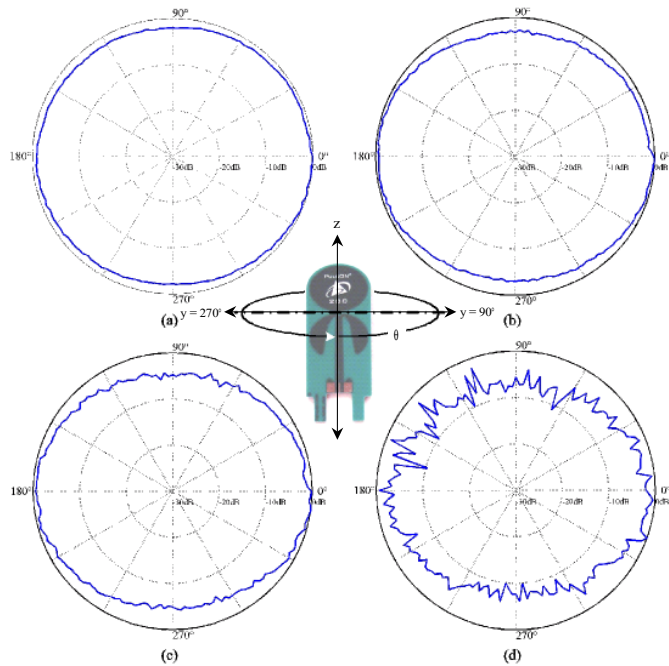 90°
90°
180°
0°
180°
0°
-30dB
-20dB
-10dB
0dB
-30dB
-20dB
-10dB
0dB
z
270°
270°
(a)
y = 270°
y = 90°
(b)
θ
90°
90°
180°
0°
180°
0°
-30dB
-20dB
-10dB
0dB
-30dB
-20dB
-10dB
0dB
270°
270°
(c)
(d)